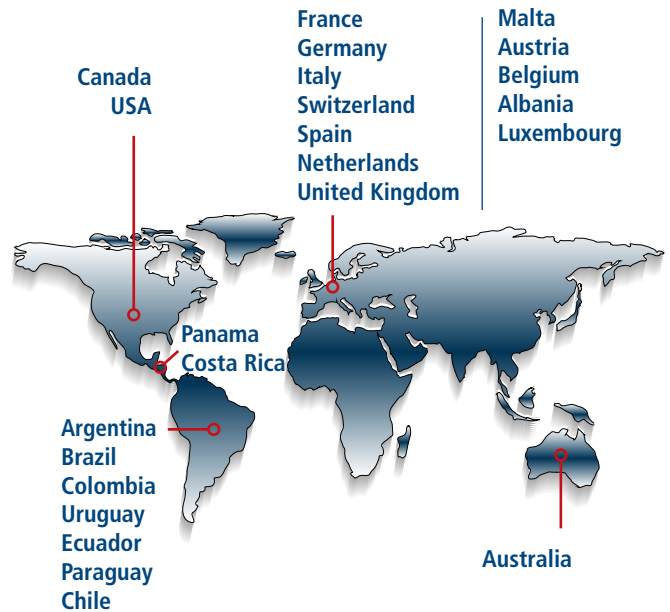 France
Germany
Italy
Switzerland
Spain
Netherlands
United Kingdom
Malta
Austria
Belgium
Albania
Luxembourg
Canada
USA
Panama
Costa Rica
Argentina
Brazil
Colombia
Uruguay
Ecuador
Paraguay
Chile
Australia